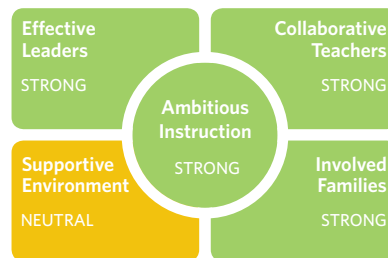 Effective
Leaders
STRONG
Collaborative
Teachers
STRONG
Ambitious
Instruction
STRONG
Supportive
Environment
NEUTRAL
Involved
Families
STRONG